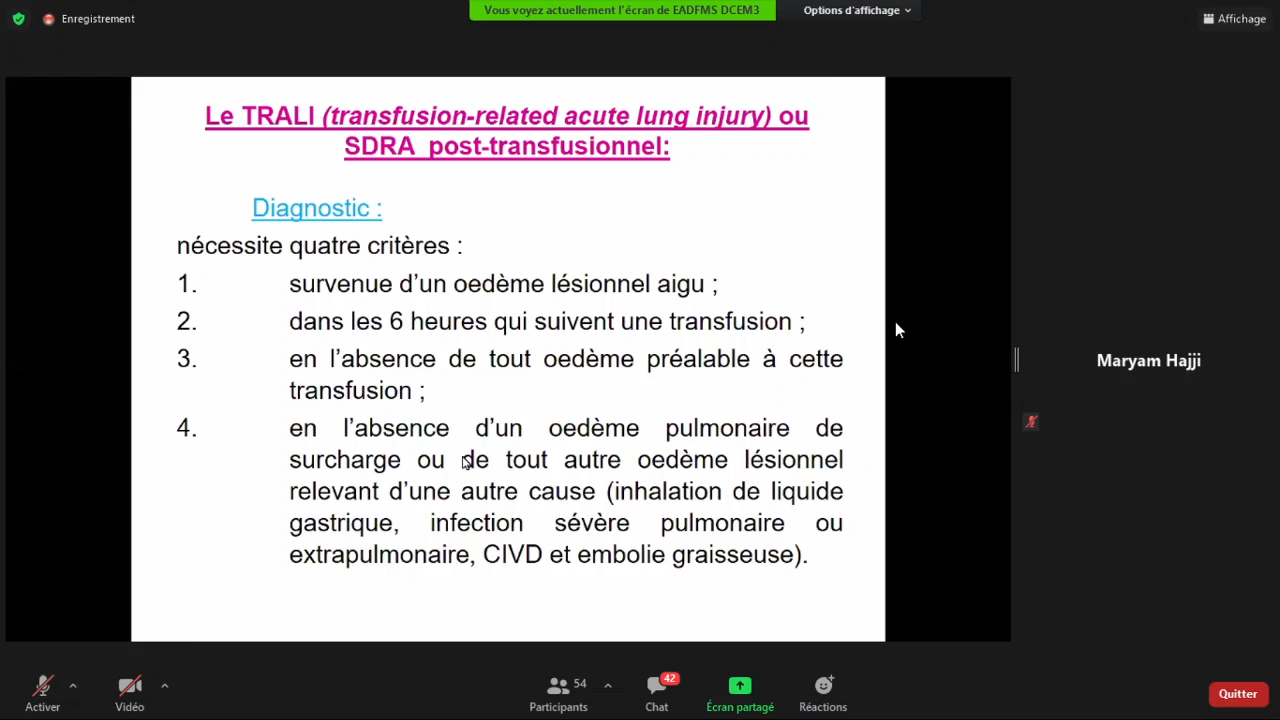 Vous voyez actuellement l'écran de EADFMS DCEM3
Options d'affichage
Enregistrement
Affichage
Le TRALI (transfusion-related acute lung injury) ou
SDRA post-transfusionnel:
Diagnostic :
nécessite quatre critères :
1. survenue d’un oedème lésionnel aigu ;
2. dans les 6 heures qui suivent une transfusion ;
3. en l’absence de tout oedème préalable à cette
transfusion ;
4. en l’absence d’un oedème pulmonaire de
surcharge ou de tout autre oedème lésionnel
relevant d’une autre cause (inhalation de liquide
gastrique, infection sévère pulmonaire ou
extrapulmonaire, CIVD et embolie graisseuse).
Maryam Hajji
Activer
Vidéo
54
Participants
42
Chat
Écran partagé
Réactions
Quitter